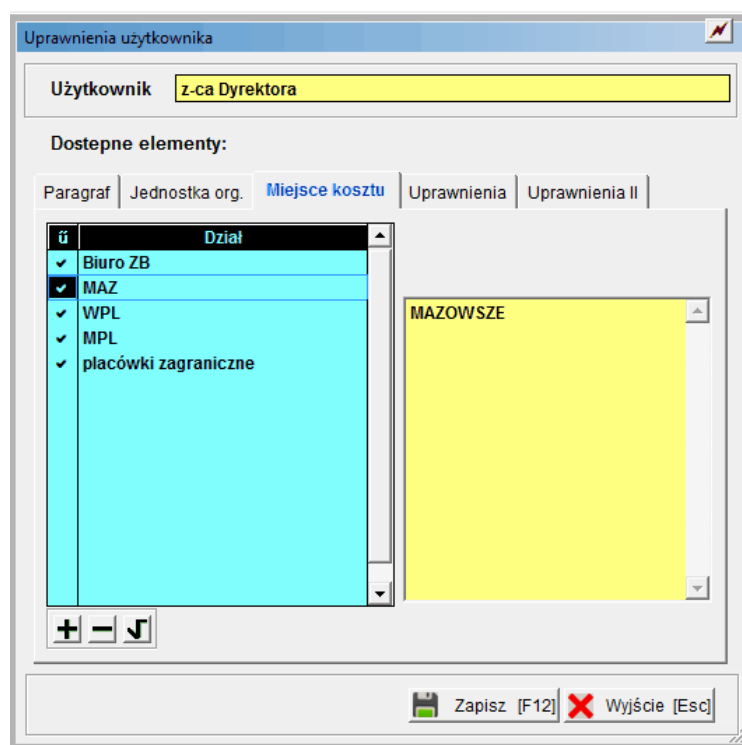 Uprawnienia użytkownika
Użytkownik z-ca Dyrektora
Dostepne elementy:
Paragraf Jednostka org. Miejsce kosztu Uprawnienia Uprawnienia II
ű Dział
Biuro ZB
MAZ
WPL
MPL
placówki zagraniczne
MAZOWSZE
Zapisz [F12] Wyjście [Esc]